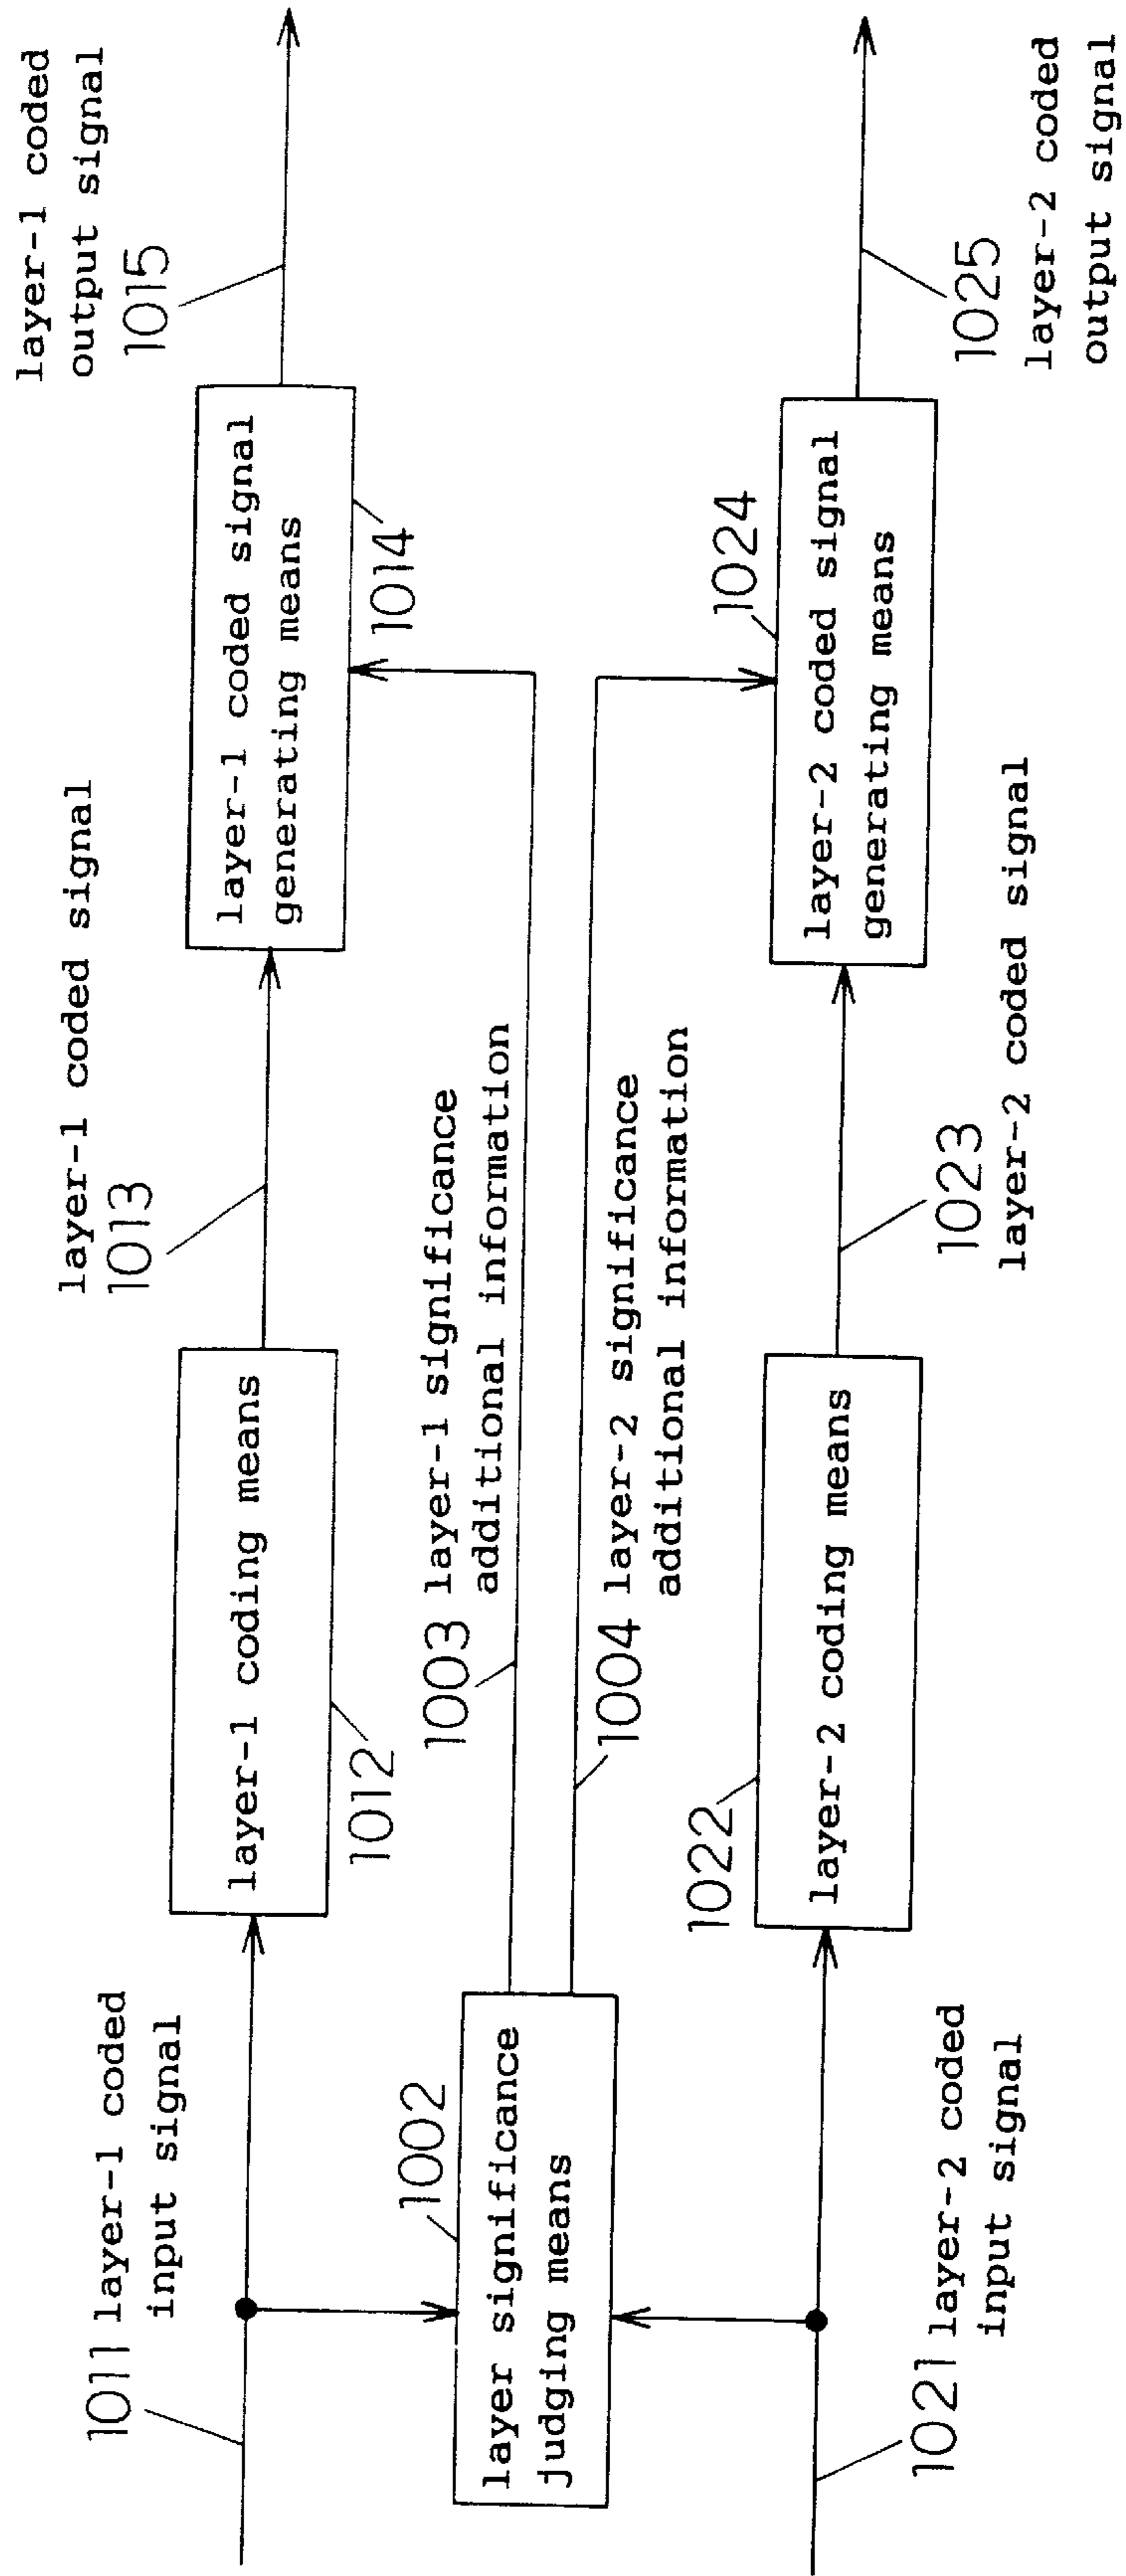 1011 layer-1 coded
input signal
layer-1 coding means
1012
layer-1 coded signal
1013
layer-1 coded signal
generating means
1014
layer-1 coded
output signal
1015
1002
layer significance
judging means
1003 layer-1 significance
additional information
1004 layer-2 significance
additional information
1021 layer-2 coded
input signal
1022
layer-2 coding means
1023
layer-2 coded signal
1024
layer-2 coded signal
generating means
1025
layer-2 coded
output signal